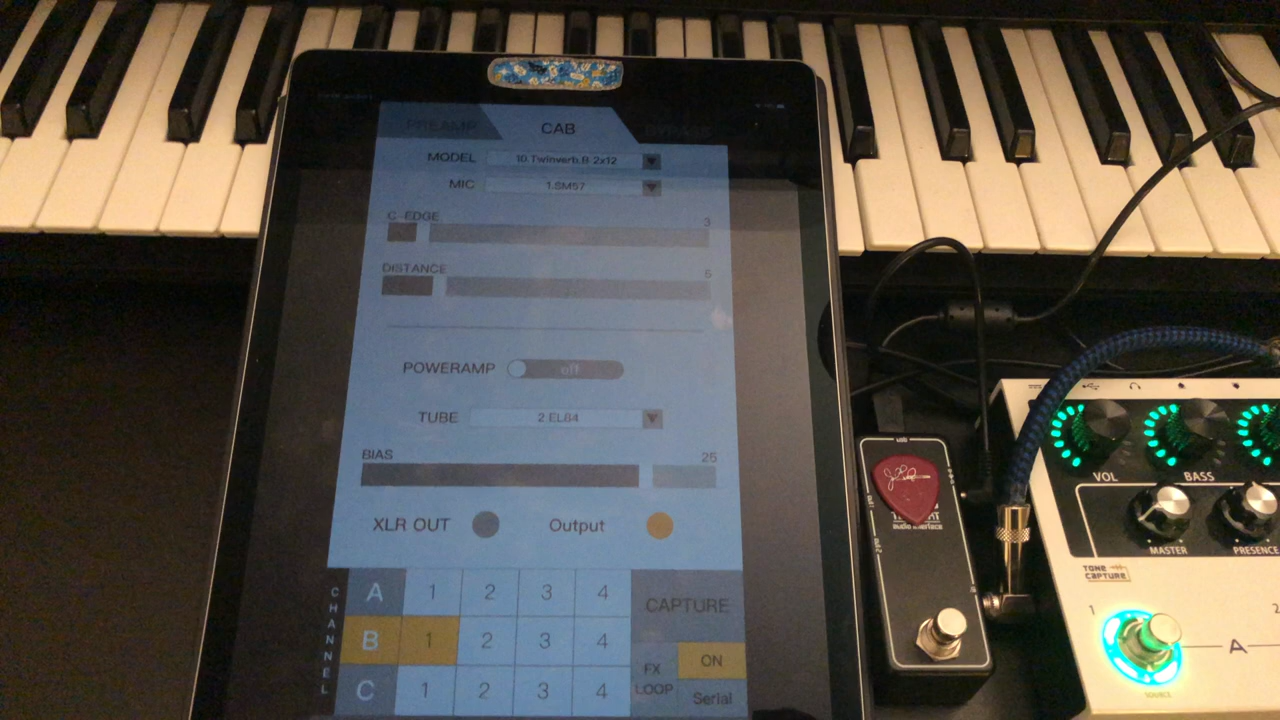 PREAMP CAB BYPASS
MODEL 10.Twinverb.B 2x12
MIC 1.SM57
C-EDGE 3
DISTANCE 5
POWERAMP off
TUBE 2.EL84
BIAS 25
XLR OUT Output
CHANNEL
A 1 2 3 4
B 1 2 3 4
C 1 2 3 4
CAPTURE
FX LOOP
ON
Serial
audio interface
VOL BASS
MASTER PRESENCE
TONE CAPTURE
1 2
A
SOURCE